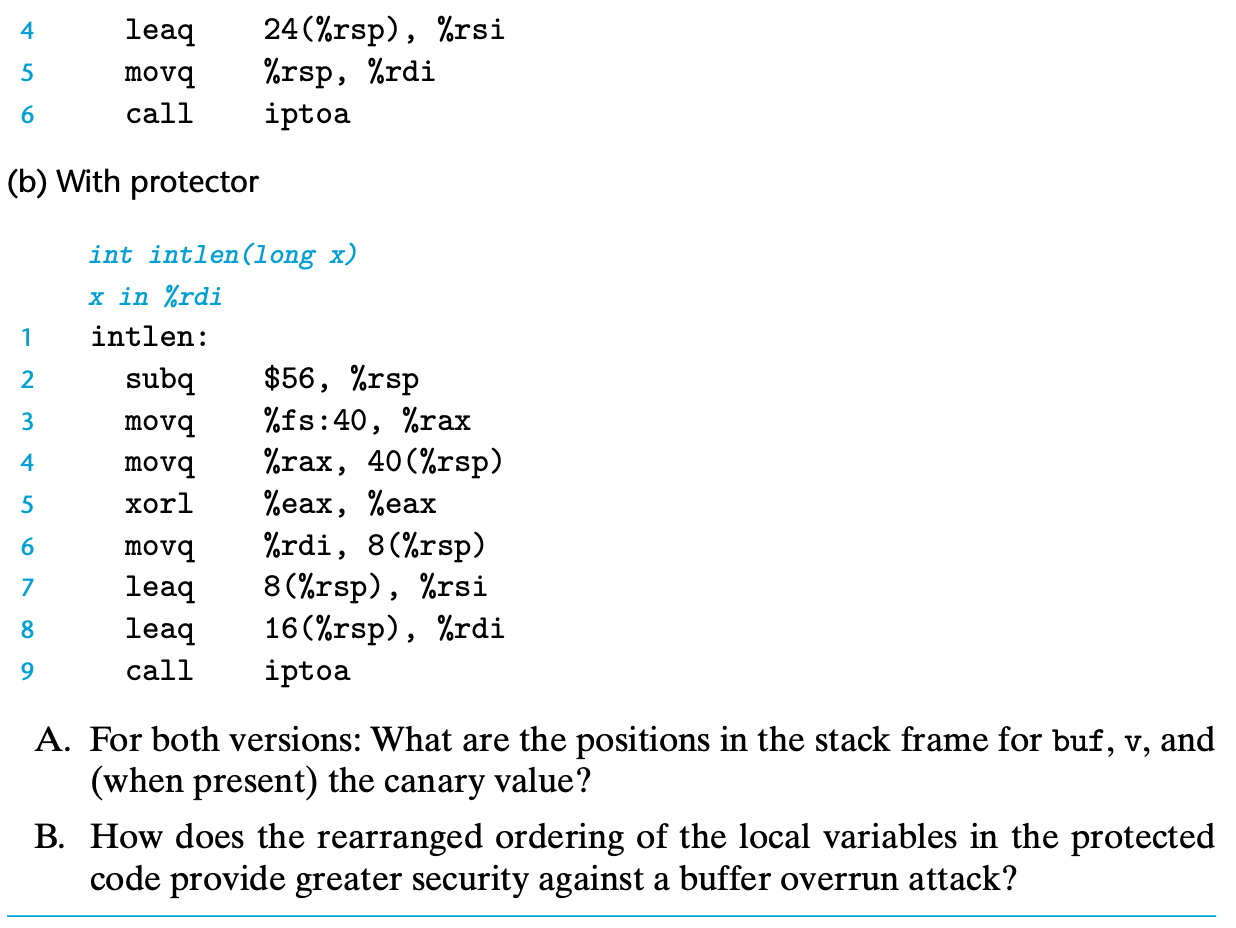 4 leaq 24(%rsp), %rsi
5 movq %rsp, %rdi
6 call iptoa
(b) With protector
int intlen(long x)
x in %rdi
1 intlen:
2 subq $56, %rsp
3 movq %fs:40, %rax
4 movq %rax, 40(%rsp)
5 xorl %eax, %eax
6 movq %rdi, 8(%rsp)
7 leaq 8(%rsp), %rsi
8 leaq 16(%rsp), %rdi
9 call iptoa
A. For both versions: What are the positions in the stack frame for buf, v, and
(when present) the canary value?
B. How does the rearranged ordering of the local variables in the protected
code provide greater security against a buffer overrun attack?